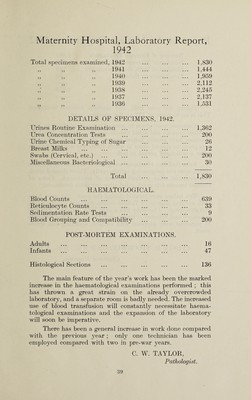 Maternity Hospital, Laboratory Report,
1942
Total specimens examined, 1942 ... ... ... 1,830
,, ,, ,, 1941 ... ... ... 1,444
,, ,, ,, 1940 ... ... ... 1,959
,, ,, ,, 1939 ... ... ... 2,112
,, ,, ,, 1938 ... ... ... 2,245
,, ,, ,, 1937 ... ... ... 2,137
,, ,, ,, 1936 ... ... ... 1,531
DETAILS OF SPECIMENS, 1942.
Urines Routine Examination ... ... ... ... 1,362
Urea Concentration Tests ... ... ... ... 200
Urine Chemical Typing of Sugar ... ... ... 26
Breast Milks ... ... ... ... ... 12
Swabs (Cervical, etc.) ... ... ... ... 200
Miscellaneous Bacteriological ... ... ... 30
Total ... ... 1,830
HAEMATOLOGICAL.
Blood Counts ... ... ... ... ... 639
Reticulocyte Counts ... ... ... ... 33
Sedimentation Rate Tests ... ... ... ... 9
Blood Grouping and Compatibility ... ... ... 200
POST-MORTEM EXAMINATIONS.
Adults ... ... ... ... ... ... 16
Infants ... ... ... ... ... ... 47
Histological Sections ... ... ... ... 136
The main feature of the year's work has been the marked
increase in the haematological examinations performed ; this
has thrown a great strain on the already overcrowded
laboratory, and a separate room is badly needed. The increased
use of blood transfusion will constantly necessitate haema-
tological examinations and the expansion of the laboratory
will soon be imperative.
There has been a general increase in work done compared
with the previous year ; only one technician has been
employed compared with two in pre-war years.
C. W. TAYLOR,
Pathologist.